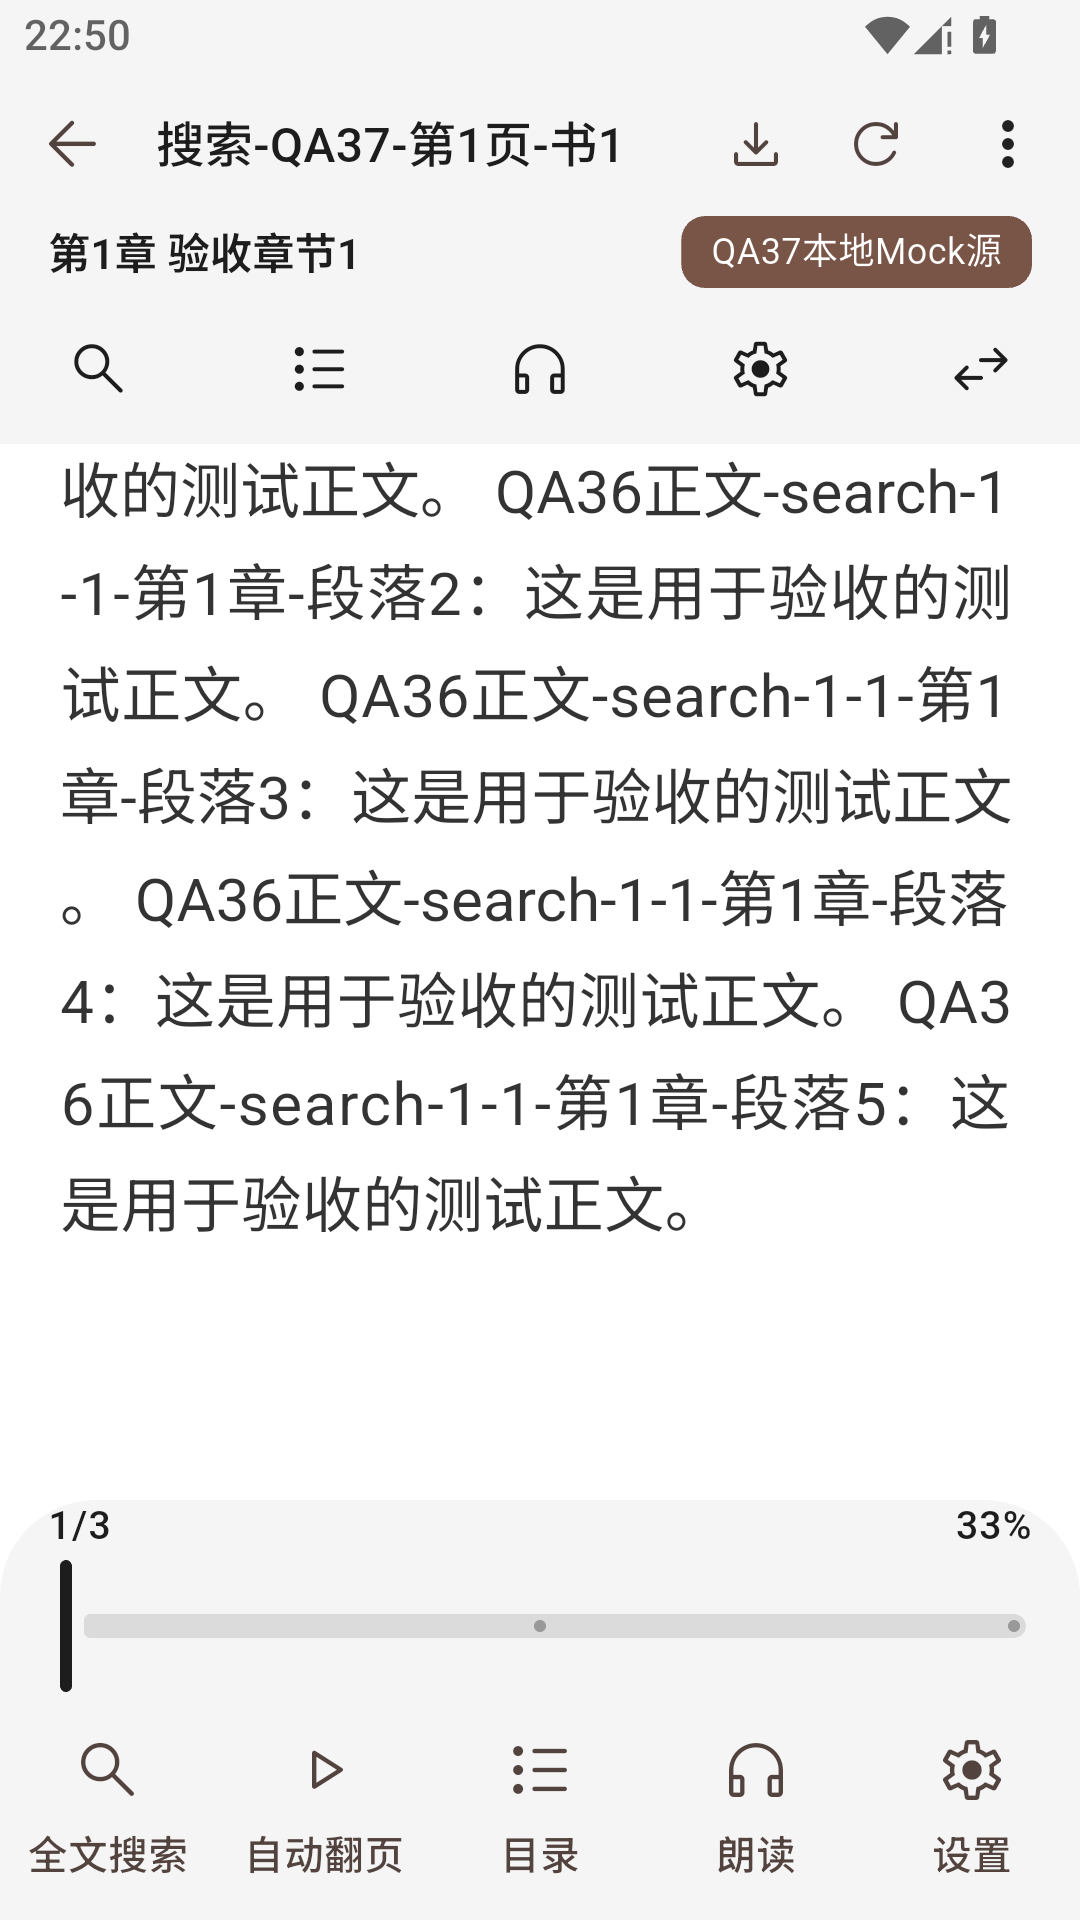 22:50
搜索-QA37-第1页-书1
第1章 验收章节1
QA37本地Mock源
收的测试正文。 QA36正文-search-1
-1-第1章-段落2：这是用于验收的测
试正文。 QA36正文-search-1-1-第1
章-段落3：这是用于验收的测试正文
。 QA36正文-search-1-1-第1章-段落
4：这是用于验收的测试正文。 QA3
6正文-search-1-1-第1章-段落5：这
是用于验收的测试正文。
1/3
33%
全文搜索
自动翻页
目录
朗读
设置